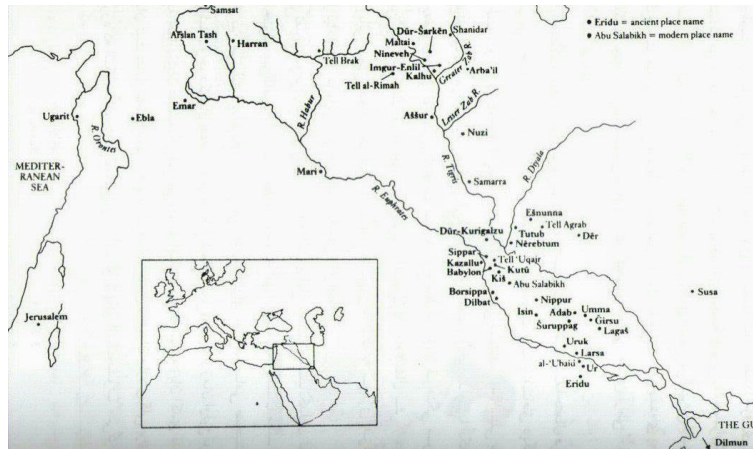 Samsat
Arslan Tash
Harran
Tell Brak
Dūr-Šarkēn
Shanidar
Maltai
Nineveh
Imgur-Enlil
Kalhu
Greater Zab R.
Arba'il
Tell al-Rimah
Emar
R. Habur
Lesser Zab R.
Aššur
Nuzi
Ugarit
Ebla
R. Orontes
MEDITER-
RANEAN
SEA
Mari
R. Tigris
Samarra
R. Diyala
R. Euphrates
Ešnunna
Tell Agrab
Dūr-Kurigalzu
Tutub
Dēr
Nērebtum
Sippar
Tell 'Uqair
Kazallu
Kutû
Babylon
Kiš
Abu Salabikh
Borsippa
Dilbat
Nippur
Susa
Isin
Adab
Umma
Girsu
Šuruppag
Lagaš
Jerusalem
Uruk
Larsa
al-'Ubaid
Ur
Eridu
THE GU
Dilmun
● Eridu = ancient place name
● Abu Salabikh = modern place name